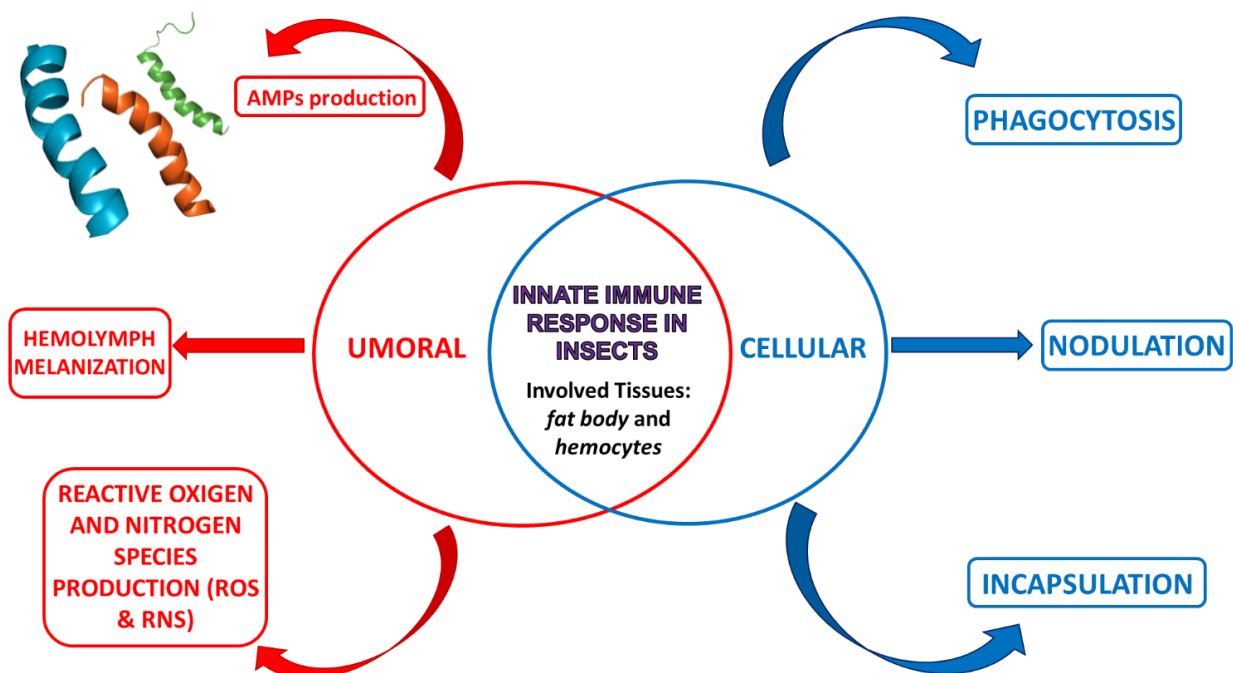 AMPs production
PHAGOCYTOSIS
INNATE IMMUNE
RESPONSE IN
INSECTS
Involved Tissues:
fat body and
hemocytes
UMORAL
CELLULAR
HEMOLYMPH
MELANIZATION
NODULATION
REACTIVE OXIGEN
AND NITROGEN
SPECIES
PRODUCTION (ROS
& RNS)
INCAPSULATION